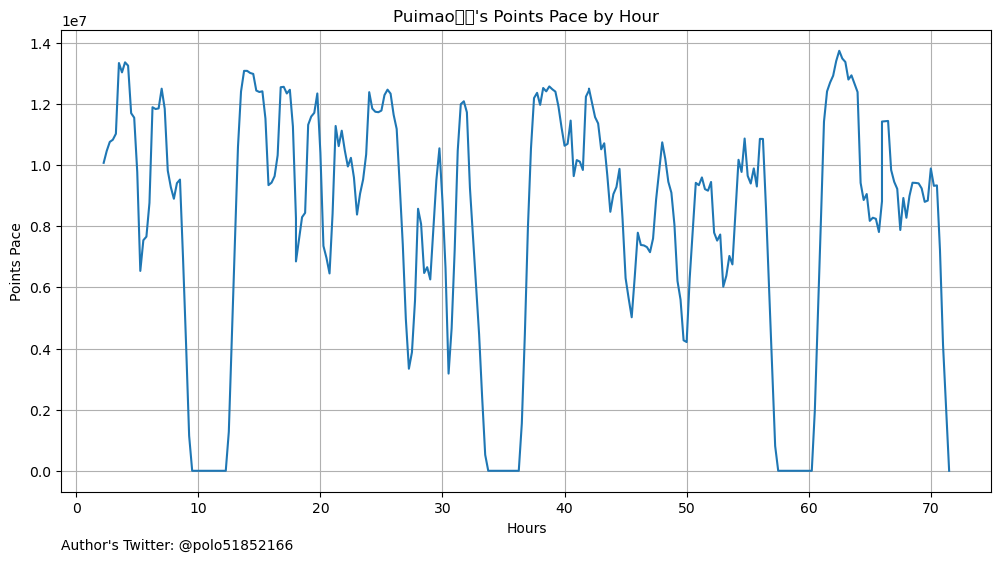 Puimao▯▯'s Points Pace by Hour
1e7
1.4
1.2
1.0
0.8
0.6
0.4
0.2
0.0
Points Pace
0 10 20 30 40 50 60 70
Hours
Author's Twitter: @polo51852166